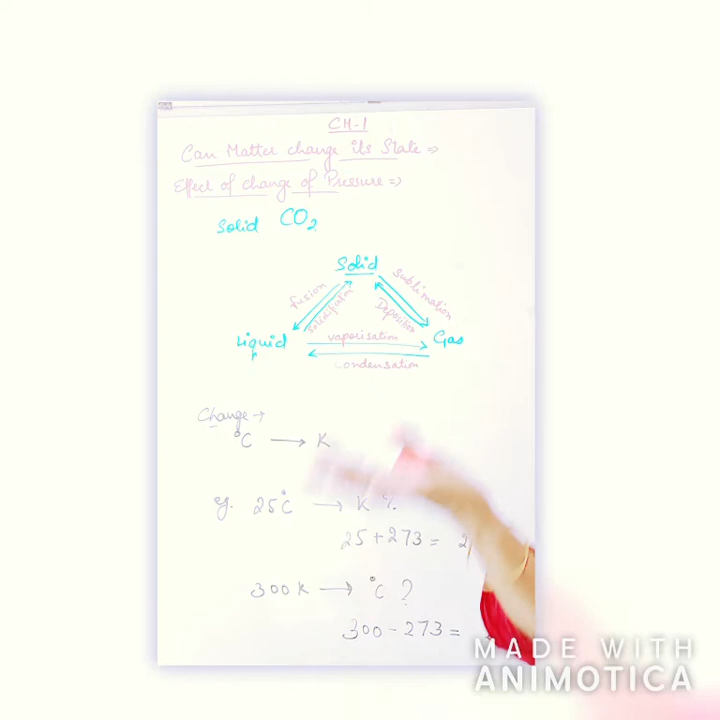 CH-1
Can Matter change its State ⇒
Effect of change of Pressure ⇒
Solid CO₂
Solid
fusion
Solidification
Sublimation
Deposition
Liquid
vaporisation
Gas
Condensation
Change →
°C → K
eg. 25°C → K
25 + 273 = 2
300 K → °C ?
300 - 273 =
MADE WITH
ANIMOTICA